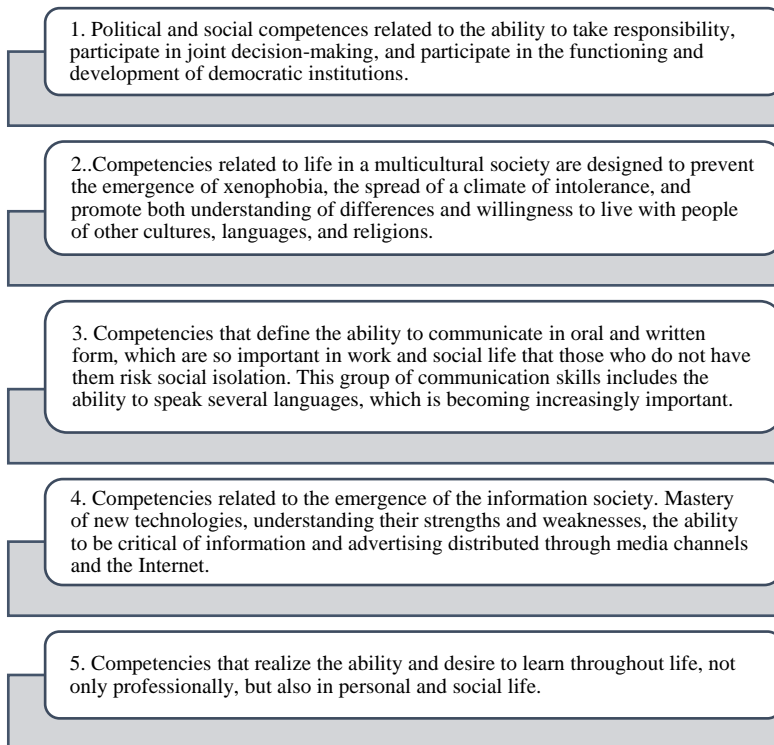 1. Political and social competences related to the ability to take responsibility,
participate in joint decision-making, and participate in the functioning and
development of democratic institutions.
2..Competencies related to life in a multicultural society are designed to prevent
the emergence of xenophobia, the spread of a climate of intolerance, and
promote both understanding of differences and willingness to live with people
of other cultures, languages, and religions.
3. Competencies that define the ability to communicate in oral and written
form, which are so important in work and social life that those who do not have
them risk social isolation. This group of communication skills includes the
ability to speak several languages, which is becoming increasingly important.
4. Competencies related to the emergence of the information society. Mastery
of new technologies, understanding their strengths and weaknesses, the ability
to be critical of information and advertising distributed through media channels
and the Internet.
5. Competencies that realize the ability and desire to learn throughout life, not
only professionally, but also in personal and social life.